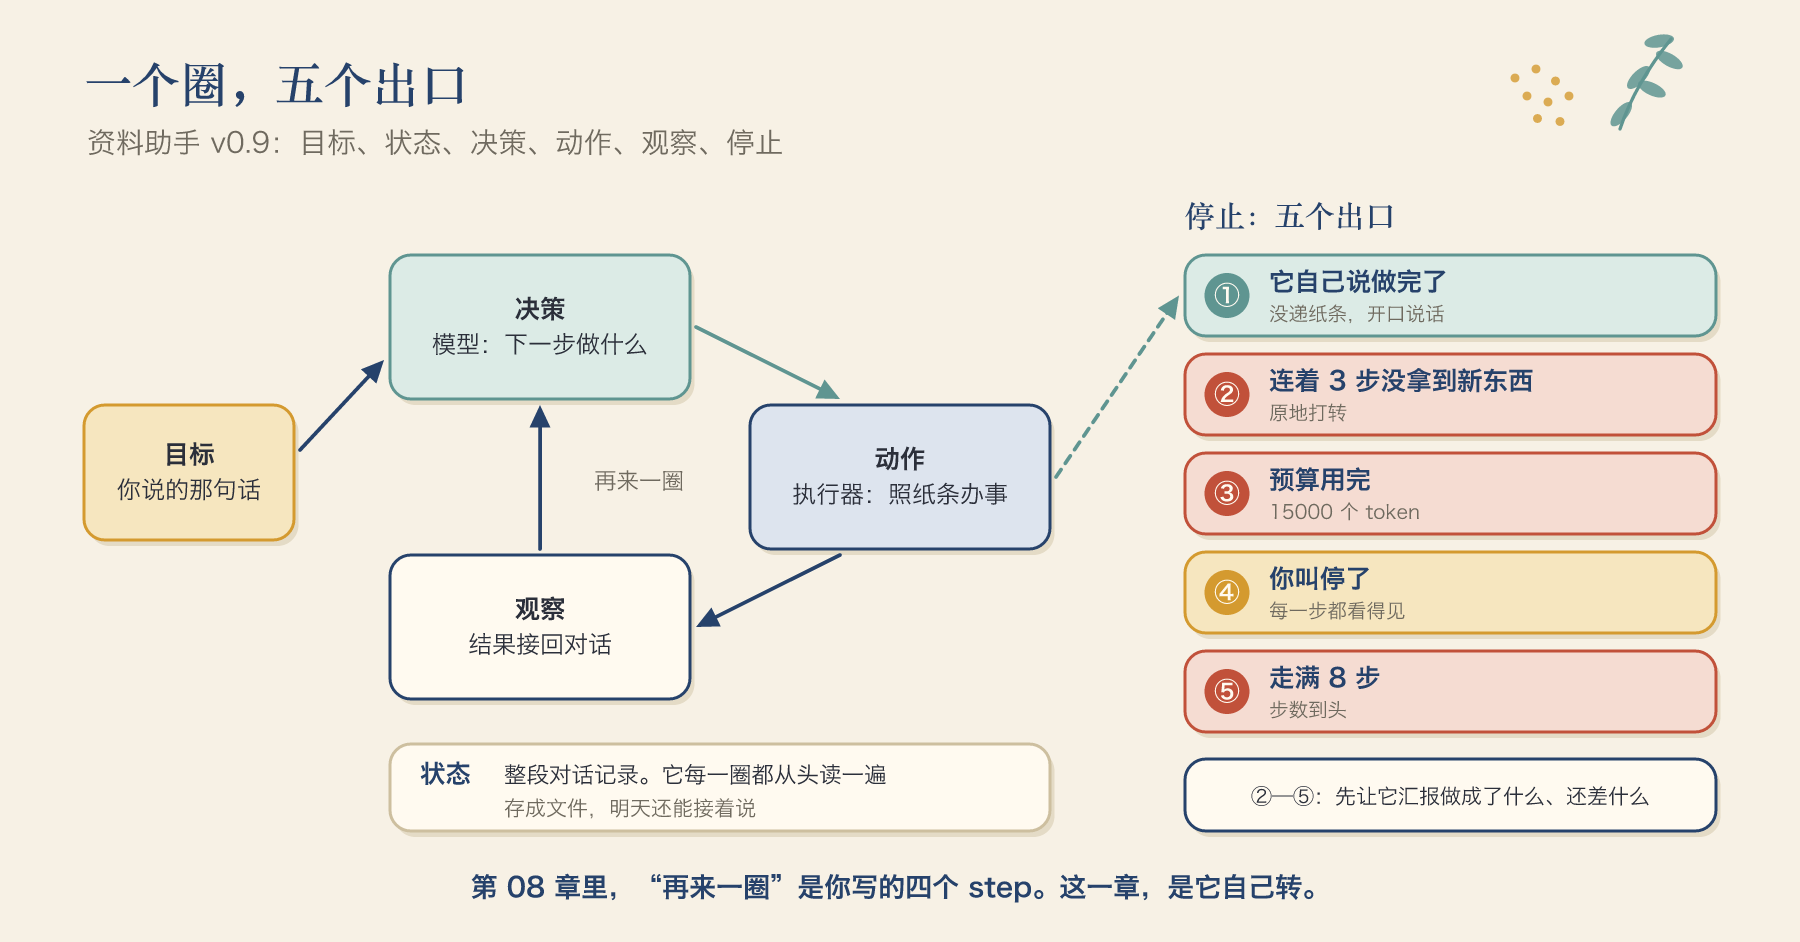 一个圈，五个出口
资料助手 v0.9：目标、状态、决策、动作、观察、停止
目标
你说的那句话
决策
模型：下一步做什么
再来一圈
动作
执行器：照纸条办事
观察
结果接回对话
状态 整段对话记录。它每一圈都从头读一遍
存成文件，明天还能接着说
停止：五个出口
① 它自己说做完了
没递纸条，开口说话
② 连着 3 步没拿到新东西
原地打转
③ 预算用完
15000 个 token
④ 你叫停了
每一步都看得见
⑤ 走满 8 步
步数到头
②—⑤：先让它汇报做成了什么、还差什么
第 08 章里，“再来一圈”是你写的四个 step。这一章，是它自己转。